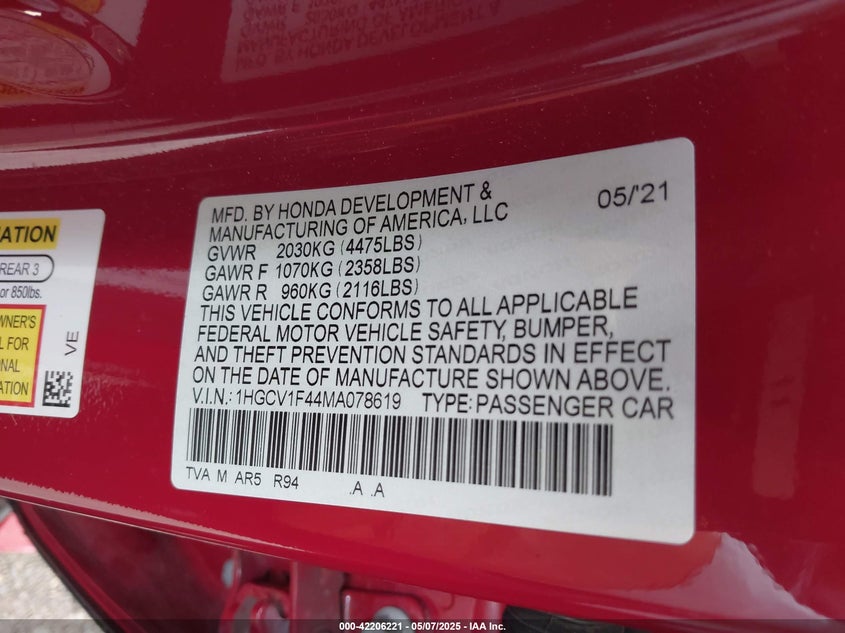 MFD. BY HONDA DEVELOPMENT &
MANUFACTURING OF AMERICA, LLC
05/'21
GVWR 2030KG (4475LBS)
GAWR F 1070KG (2358LBS)
GAWR R 960KG (2116LBS)
THIS VEHICLE CONFORMS TO ALL APPLICABLE
FEDERAL MOTOR VEHICLE SAFETY, BUMPER,
AND THEFT PREVENTION STANDARDS IN EFFECT
ON THE DATE OF MANUFACTURE SHOWN ABOVE.
V.I.N.: 1HGCV1F44MA078619 TYPE: PASSENGER CAR
TVA M AR5 R94 .A .A
REAR 3
or 850lbs.
FOR
VE
000-42206221 - 05/07/2025 - IAA Inc.